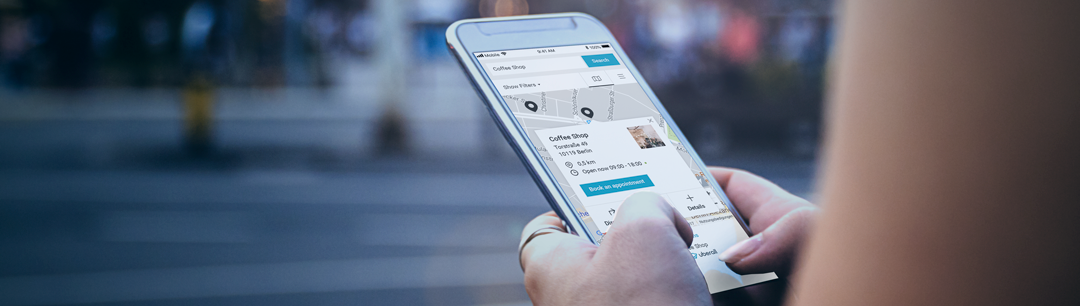 Mobile 9:41 AM 100%
Coffee Shop Search
Show Filters
Coffee Shop
Torstraße 49
10119 Berlin
0,5 km
Open now 09:00 - 18:00
Book an appointment
Details
Shop
uberall